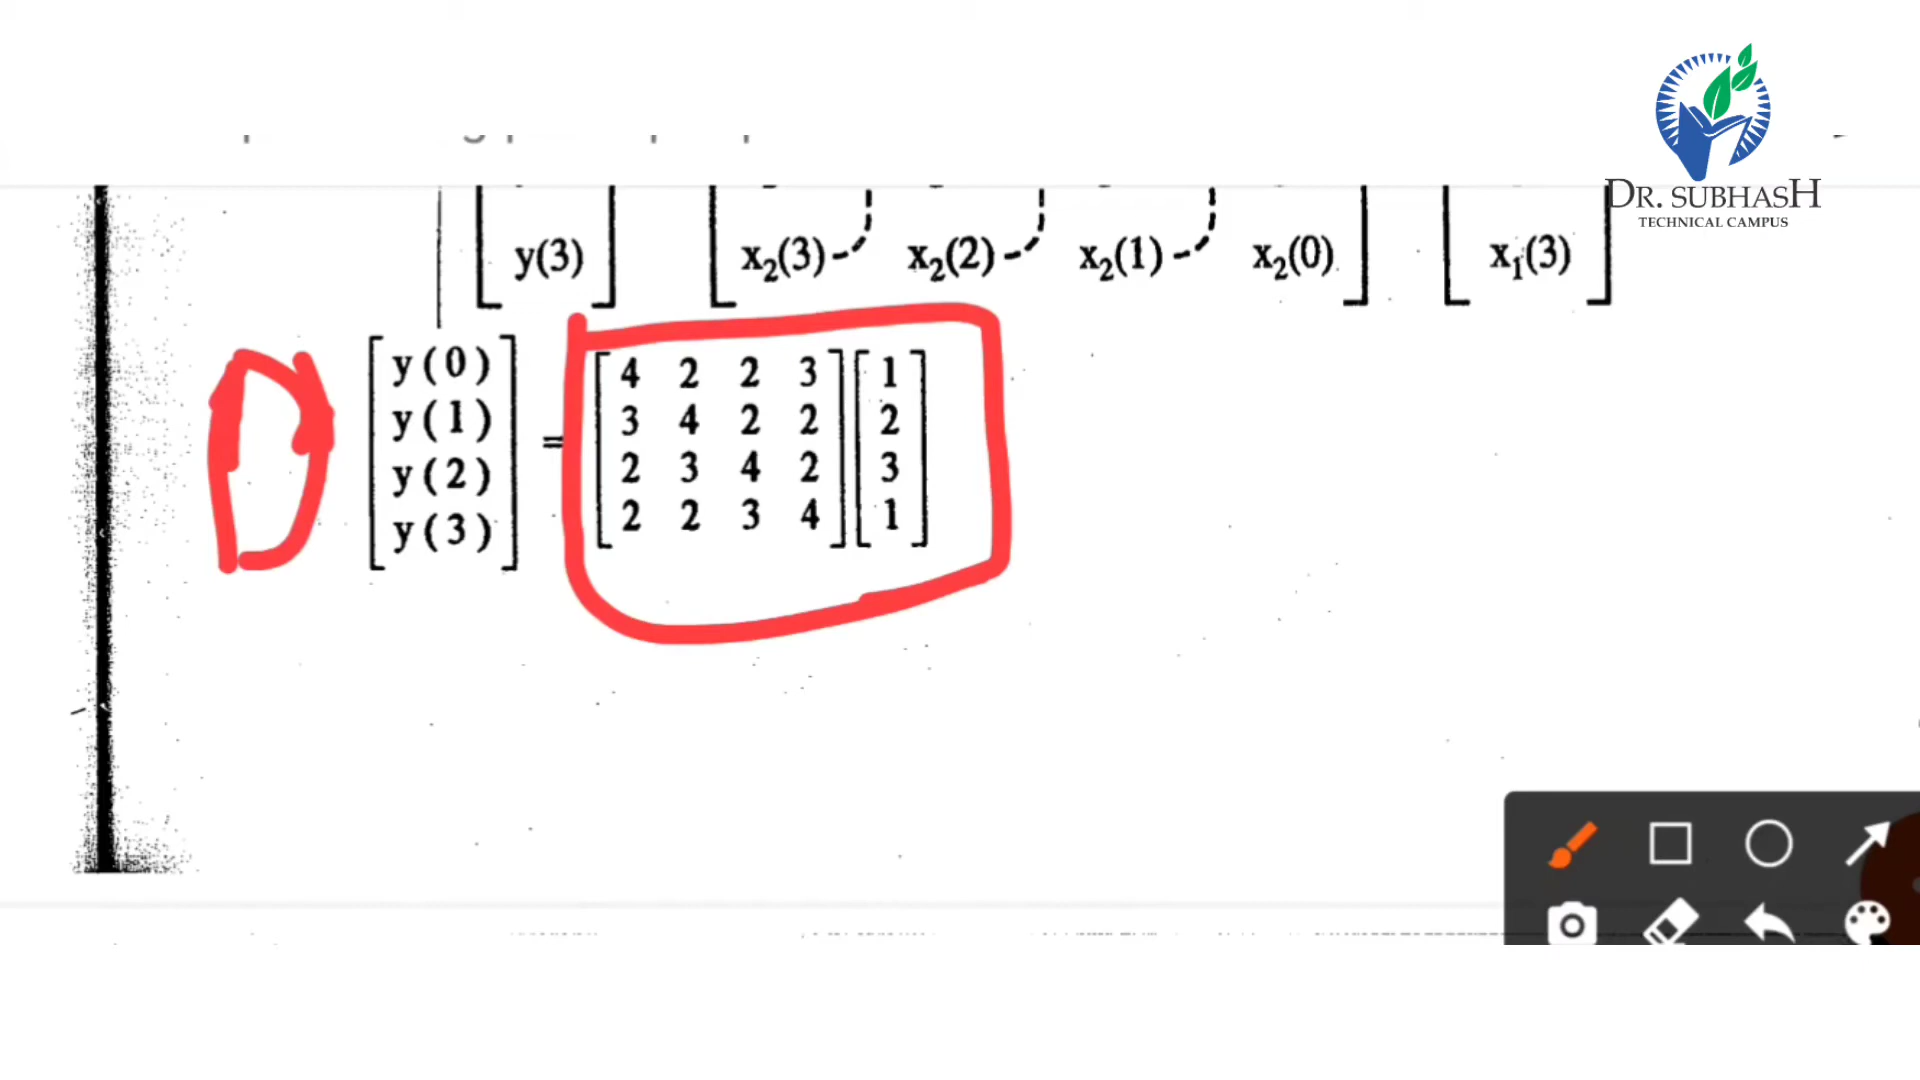 DR. SUBHASH
TECHNICAL CAMPUS
y(3) x₂(3) x₂(2) x₂(1) x₂(0) x₁(3)
y(0) 4 2 2 3 1
y(1) 3 4 2 2 2
y(2) = 2 3 4 2 3
y(3) 2 2 3 4 1